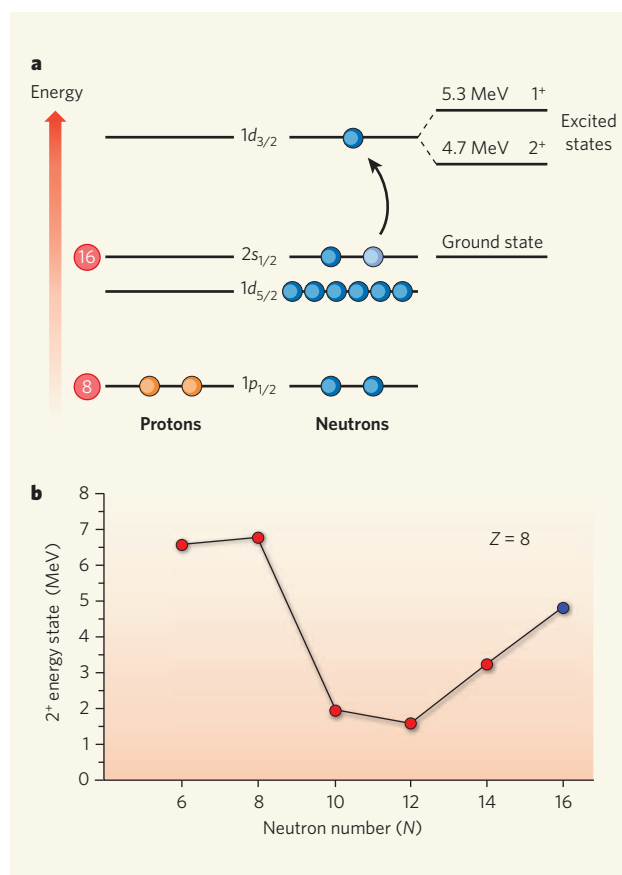 a
Energy
5.3 MeV 1⁺
1d₃/₂
Excited
states
4.7 MeV 2⁺
16
2s₁/₂
Ground state
1d₅/₂
8
1p₁/₂
Protons
Neutrons
b
8
7
6
5
4
3
2
1
0
2⁺ energy state (MeV)
Z = 8
6 8 10 12 14 16
Neutron number (N)